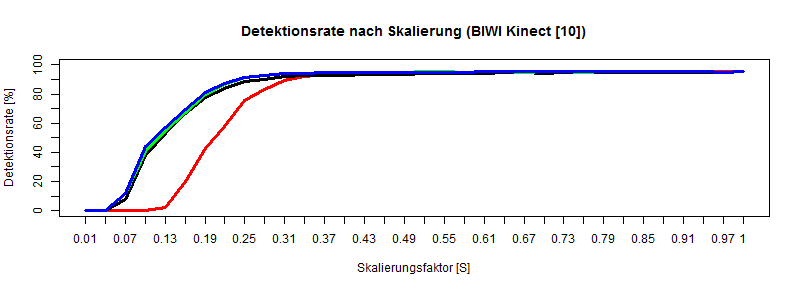 Detektionsrate nach Skalierung (BIWI Kinect [10])
Detektionsrate [%]
100
80
60
40
20
0
0.01 0.07 0.13 0.19 0.25 0.31 0.37 0.43 0.49 0.55 0.61 0.67 0.73 0.79 0.85 0.91 0.97 1
Skalierungsfaktor [S]